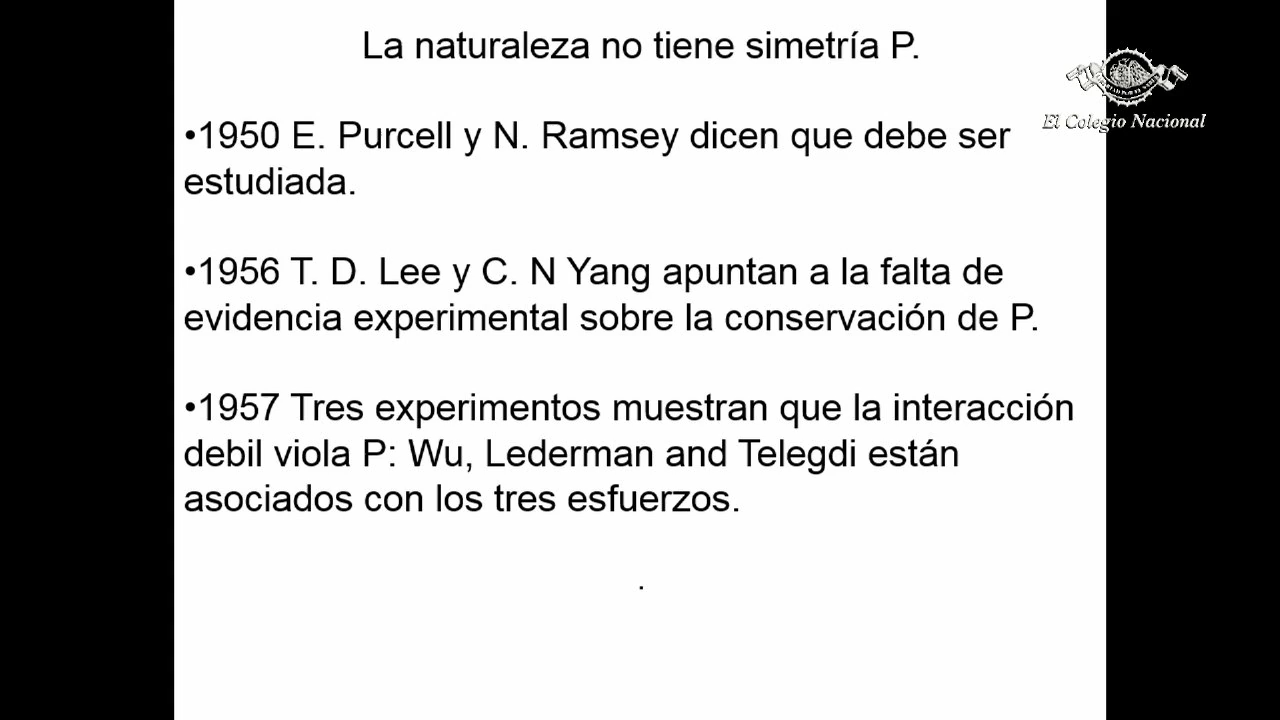 La naturaleza no tiene simetría P.
El Colegio Nacional
•1950 E. Purcell y N. Ramsey dicen que debe ser
estudiada.
•1956 T. D. Lee y C. N Yang apuntan a la falta de
evidencia experimental sobre la conservación de P.
•1957 Tres experimentos muestran que la interacción
debil viola P: Wu, Lederman and Telegdi están
asociados con los tres esfuerzos.
.